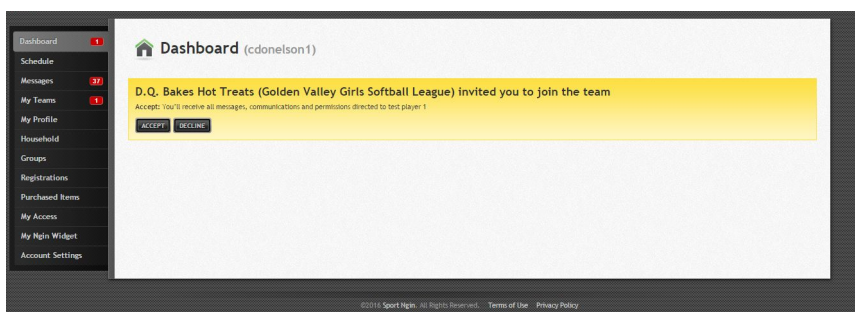 Dashboard 1
Schedule
Messages 37
My Teams 1
My Profile
Household
Groups
Registrations
Purchased Items
My Access
My Ngin Widget
Account Settings
Dashboard (cdonelson1)
D.Q. Bakes Hot Treats (Golden Valley Girls Softball League) invited you to join the team
Accept: You'll receive all messages, communications and permissions directed to test player 1
ACCEPT DECLINE
©2016 Sport Ngin. All Rights Reserved. Terms of Use Privacy Policy